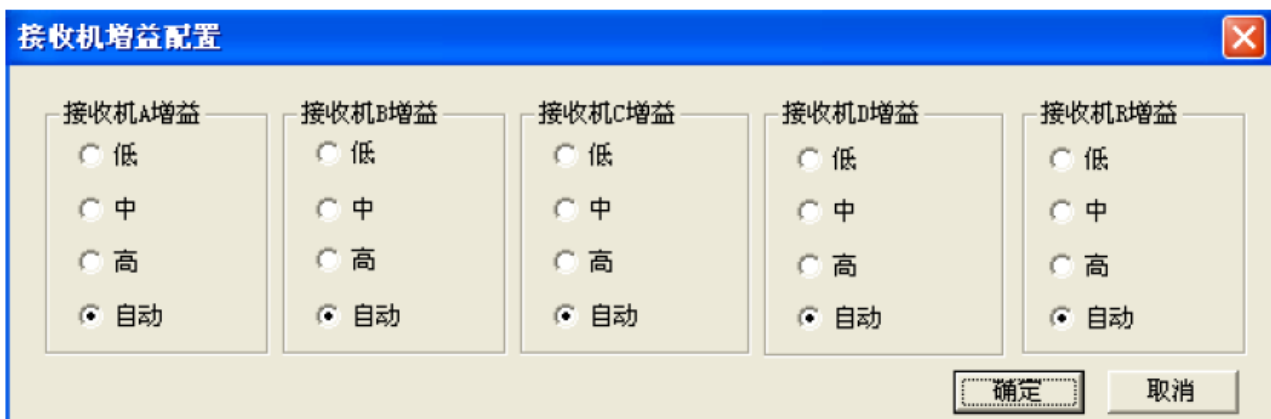 接收机增益配置
接收机A增益 接收机B增益 接收机C增益 接收机D增益 接收机R增益
低 低 低 低 低
中 中 中 中 中
高 高 高 高 高
自动 自动 自动 自动 自动
确定 取消